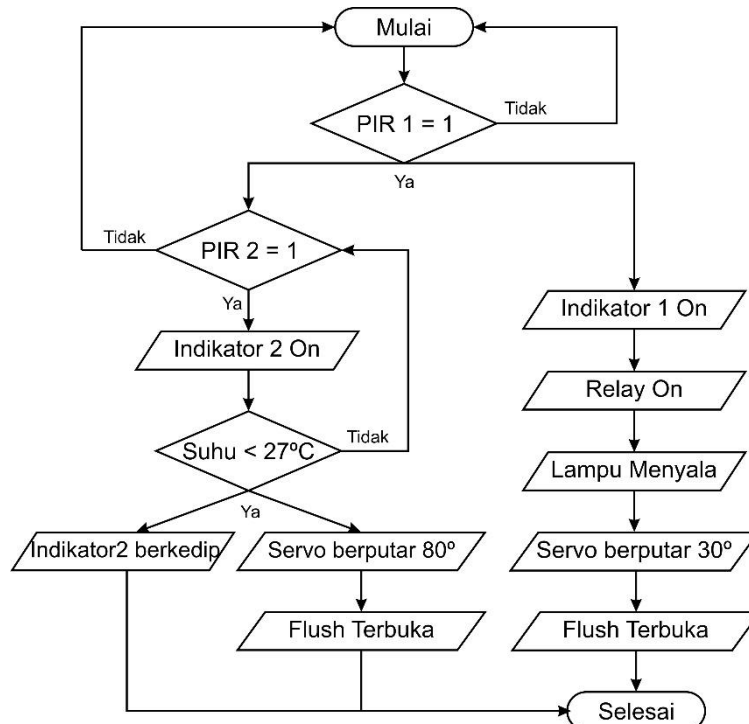 Mulai
Tidak
PIR 1 = 1
Ya
Tidak
PIR 2 = 1
Ya
Indikator 1 On
Indikator 2 On
Relay On
Suhu < 27ºC
Tidak
Lampu Menyala
Ya
Indikator2 berkedip
Servo berputar 80º
Servo berputar 30º
Flush Terbuka
Flush Terbuka
Selesai